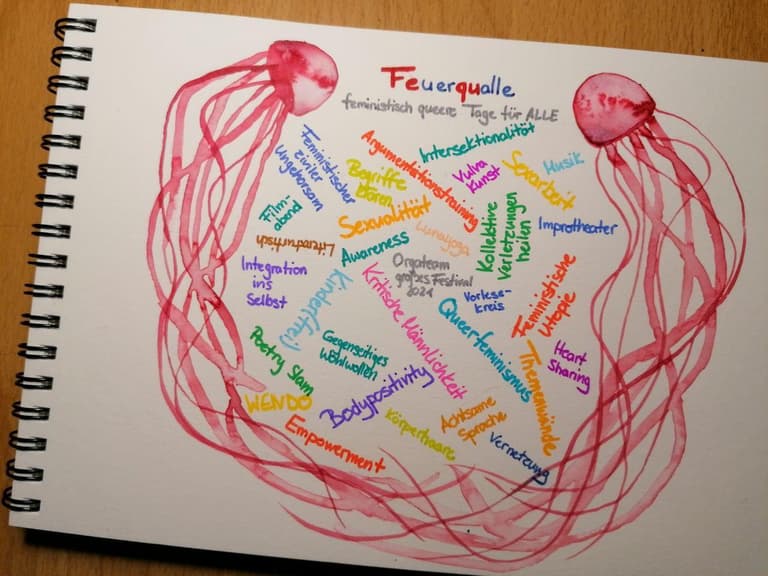 Feuerqualle
feministisch queere Tage für ALLE
Feministischer
ziviler
Ungehorsam
Argumentationstraining
Intersektionalität
Begriffe
klären
Vulva
Kunst
Sexarbeit
Musik
Film-
abend
Sexualität
Lunayoga
Kollektive
Verletzungen
heilen
Improtheater
Literaturtisch
Awareness
Orgateam
großes Festival
2024
Integration
ins
Selbst
Kinder(frei)
Kritische Männlichkeit
Vorlese-
kreis
Feministische
Utopie
Queerfeminismus
Gegenseitiges
Wohlwollen
Heart
Sharing
Poetry Slam
Themenwände
WENDO
Bodypositivity
Körperhaare
Achtsame
Sprache
Vernetzung
Empowerment